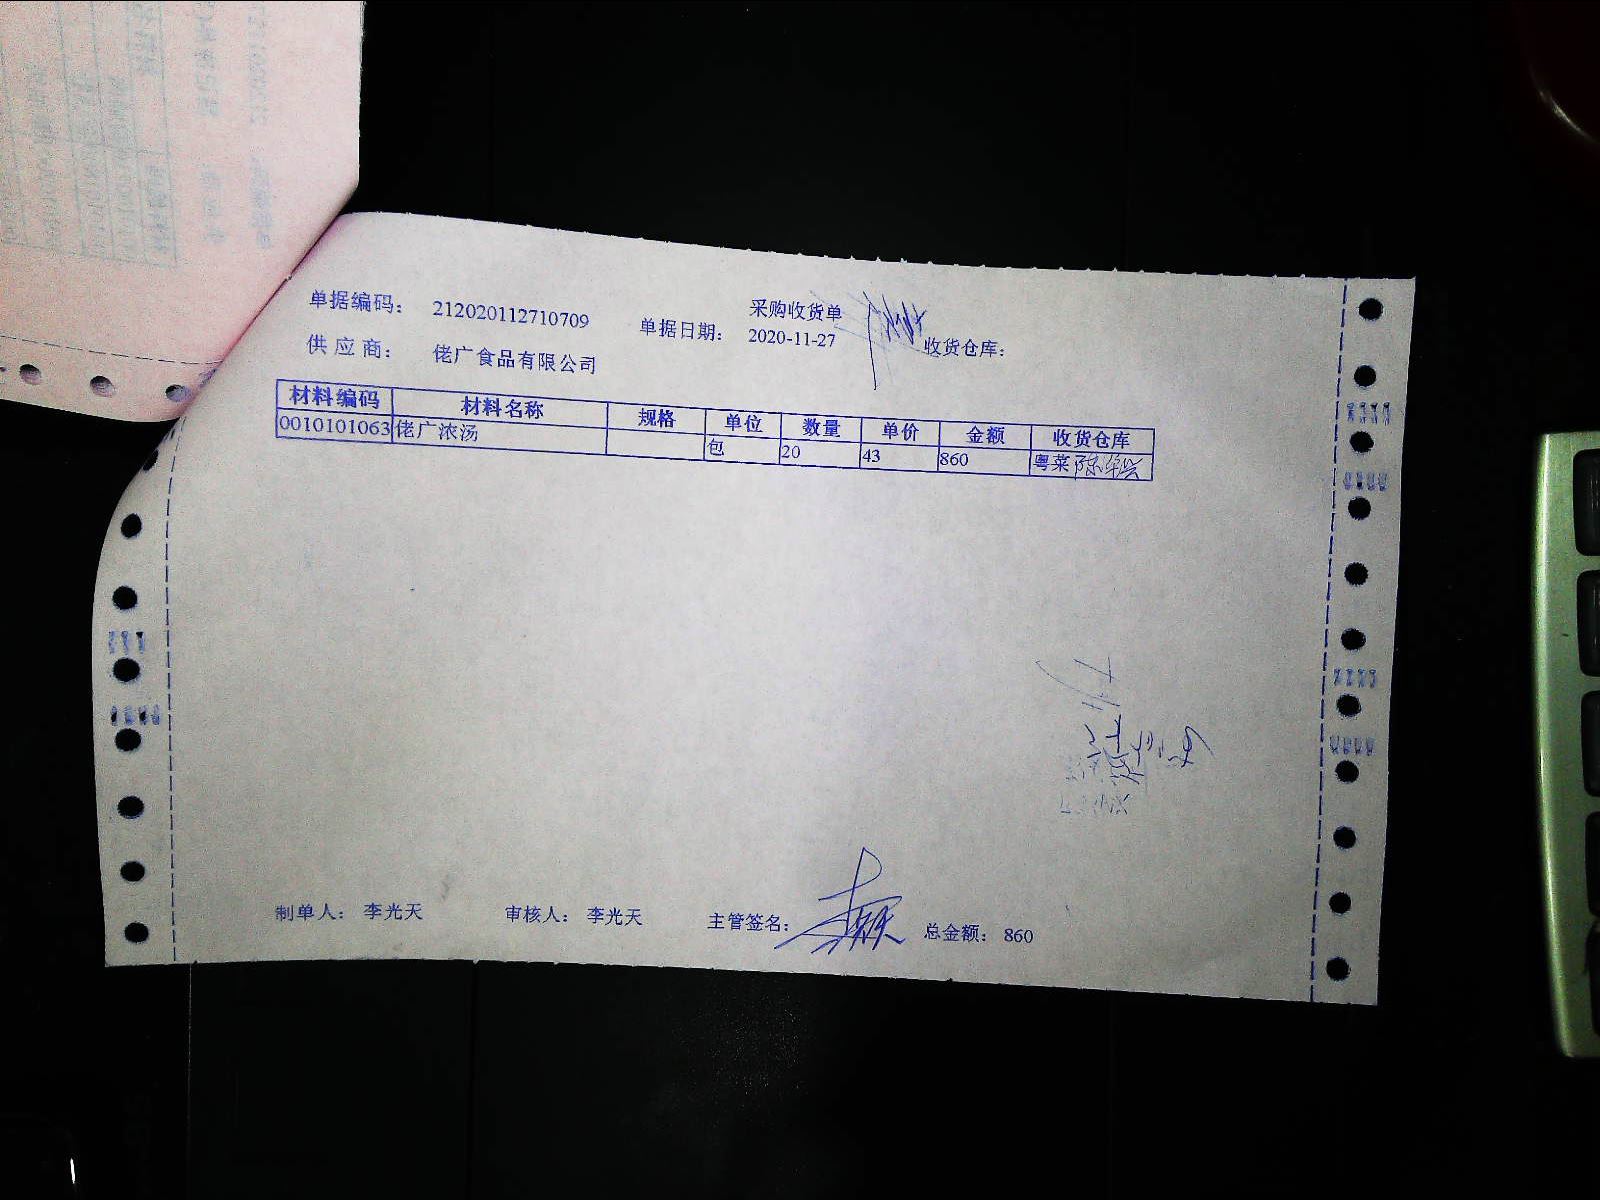 采购收货单
单据编码： 212020112710709 单据日期： 2020-11-27 收货仓库：
供 应 商： 佬广食品有限公司
材料编码 材料名称 规格 单位 数量 单价 金额 收货仓库
0010101063 佬广浓汤 包 20 43 860 粤菜
制单人： 李光天 审核人： 李光天 主管签名： 总金额： 860